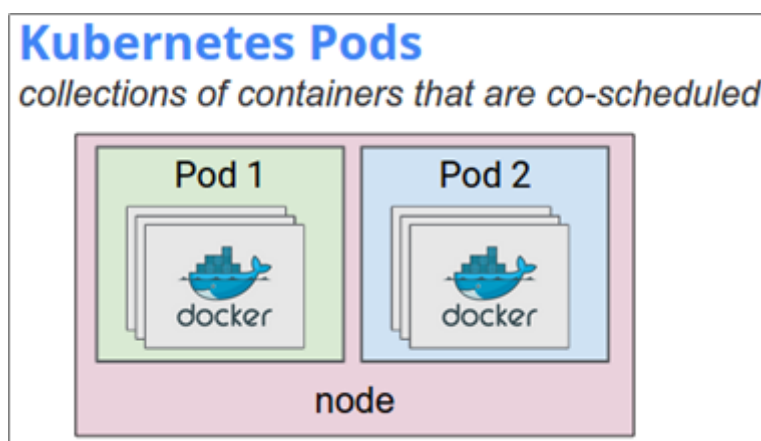 Kubernetes Pods
collections of containers that are co-scheduled
Pod 1
Pod 2
docker
docker
node